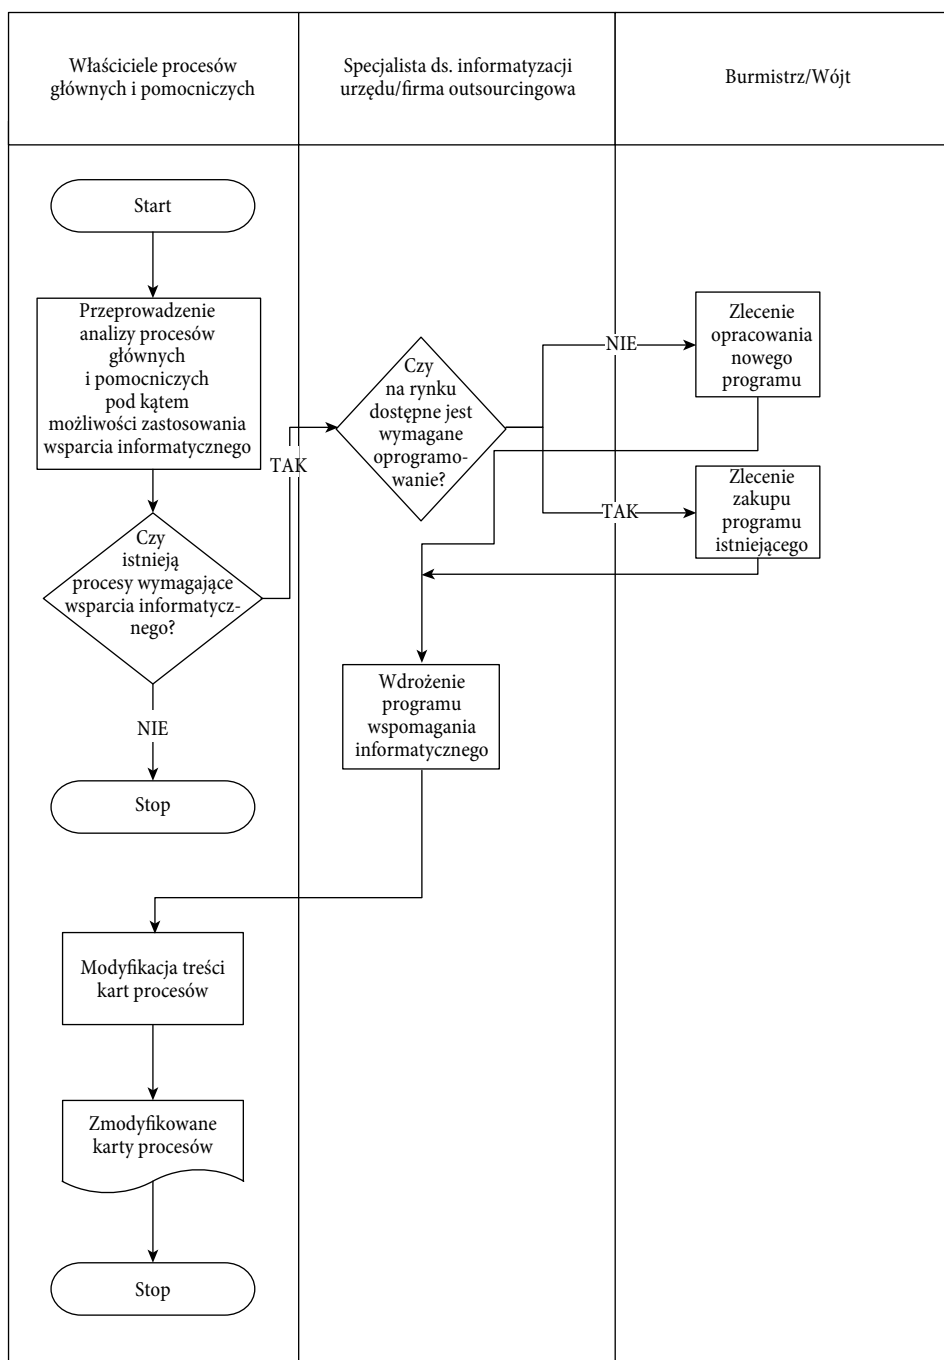 Właściciele procesów
głównych i pomocniczych
Specjalista ds. informatyzacji
urzędu/firma outsourcingowa
Burmistrz/Wójt
Start
Przeprowadzenie
analizy procesów
głównych
i pomocniczych
pod kątem
możliwości zastosowania
wsparcia informatycznego
Czy
istnieją
procesy wymagające
wsparcia informatycz-
nego?
TAK
NIE
Stop
Czy
na rynku
dostępne jest
wymagane
oprogramo-
wanie?
NIE
Zlecenie
opracowania
nowego
programu
TAK
Zlecenie
zakupu
programu
istniejącego
Wdrożenie
programu
wspomagania
informatycznego
Modyfikacja treści
kart procesów
Zmodyfikowane
karty procesów
Stop